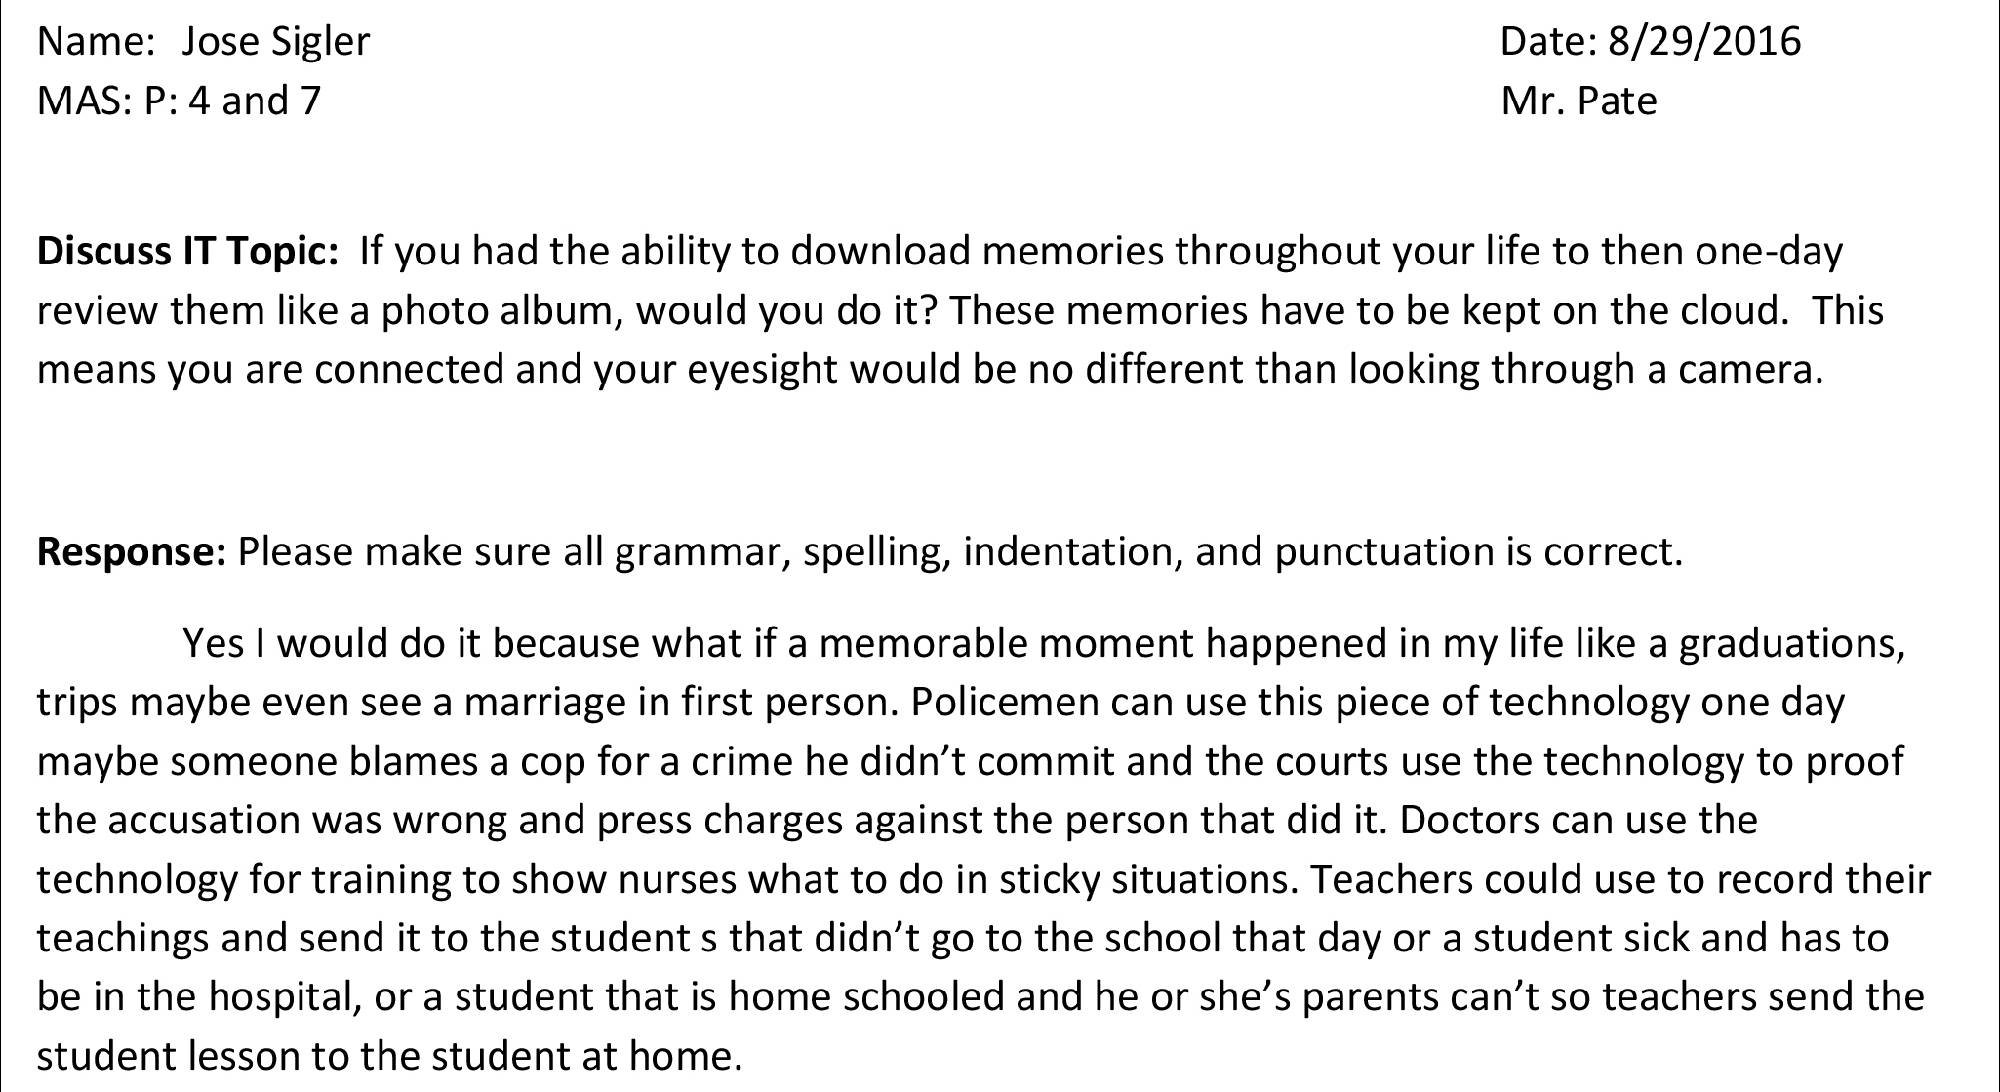 Name: Jose Sigler Date: 8/29/2016
MAS: P: 4 and 7 Mr. Pate
Discuss IT Topic: If you had the ability to download memories throughout your life to then one-day
review them like a photo album, would you do it? These memories have to be kept on the cloud. This
means you are connected and your eyesight would be no different than looking through a camera.
Response: Please make sure all grammar, spelling, indentation, and punctuation is correct.
Yes I would do it because what if a memorable moment happened in my life like a graduations,
trips maybe even see a marriage in first person. Policemen can use this piece of technology one day
maybe someone blames a cop for a crime he didn’t commit and the courts use the technology to proof
the accusation was wrong and press charges against the person that did it. Doctors can use the
technology for training to show nurses what to do in sticky situations. Teachers could use to record their
teachings and send it to the student s that didn’t go to the school that day or a student sick and has to
be in the hospital, or a student that is home schooled and he or she’s parents can’t so teachers send the
student lesson to the student at home.